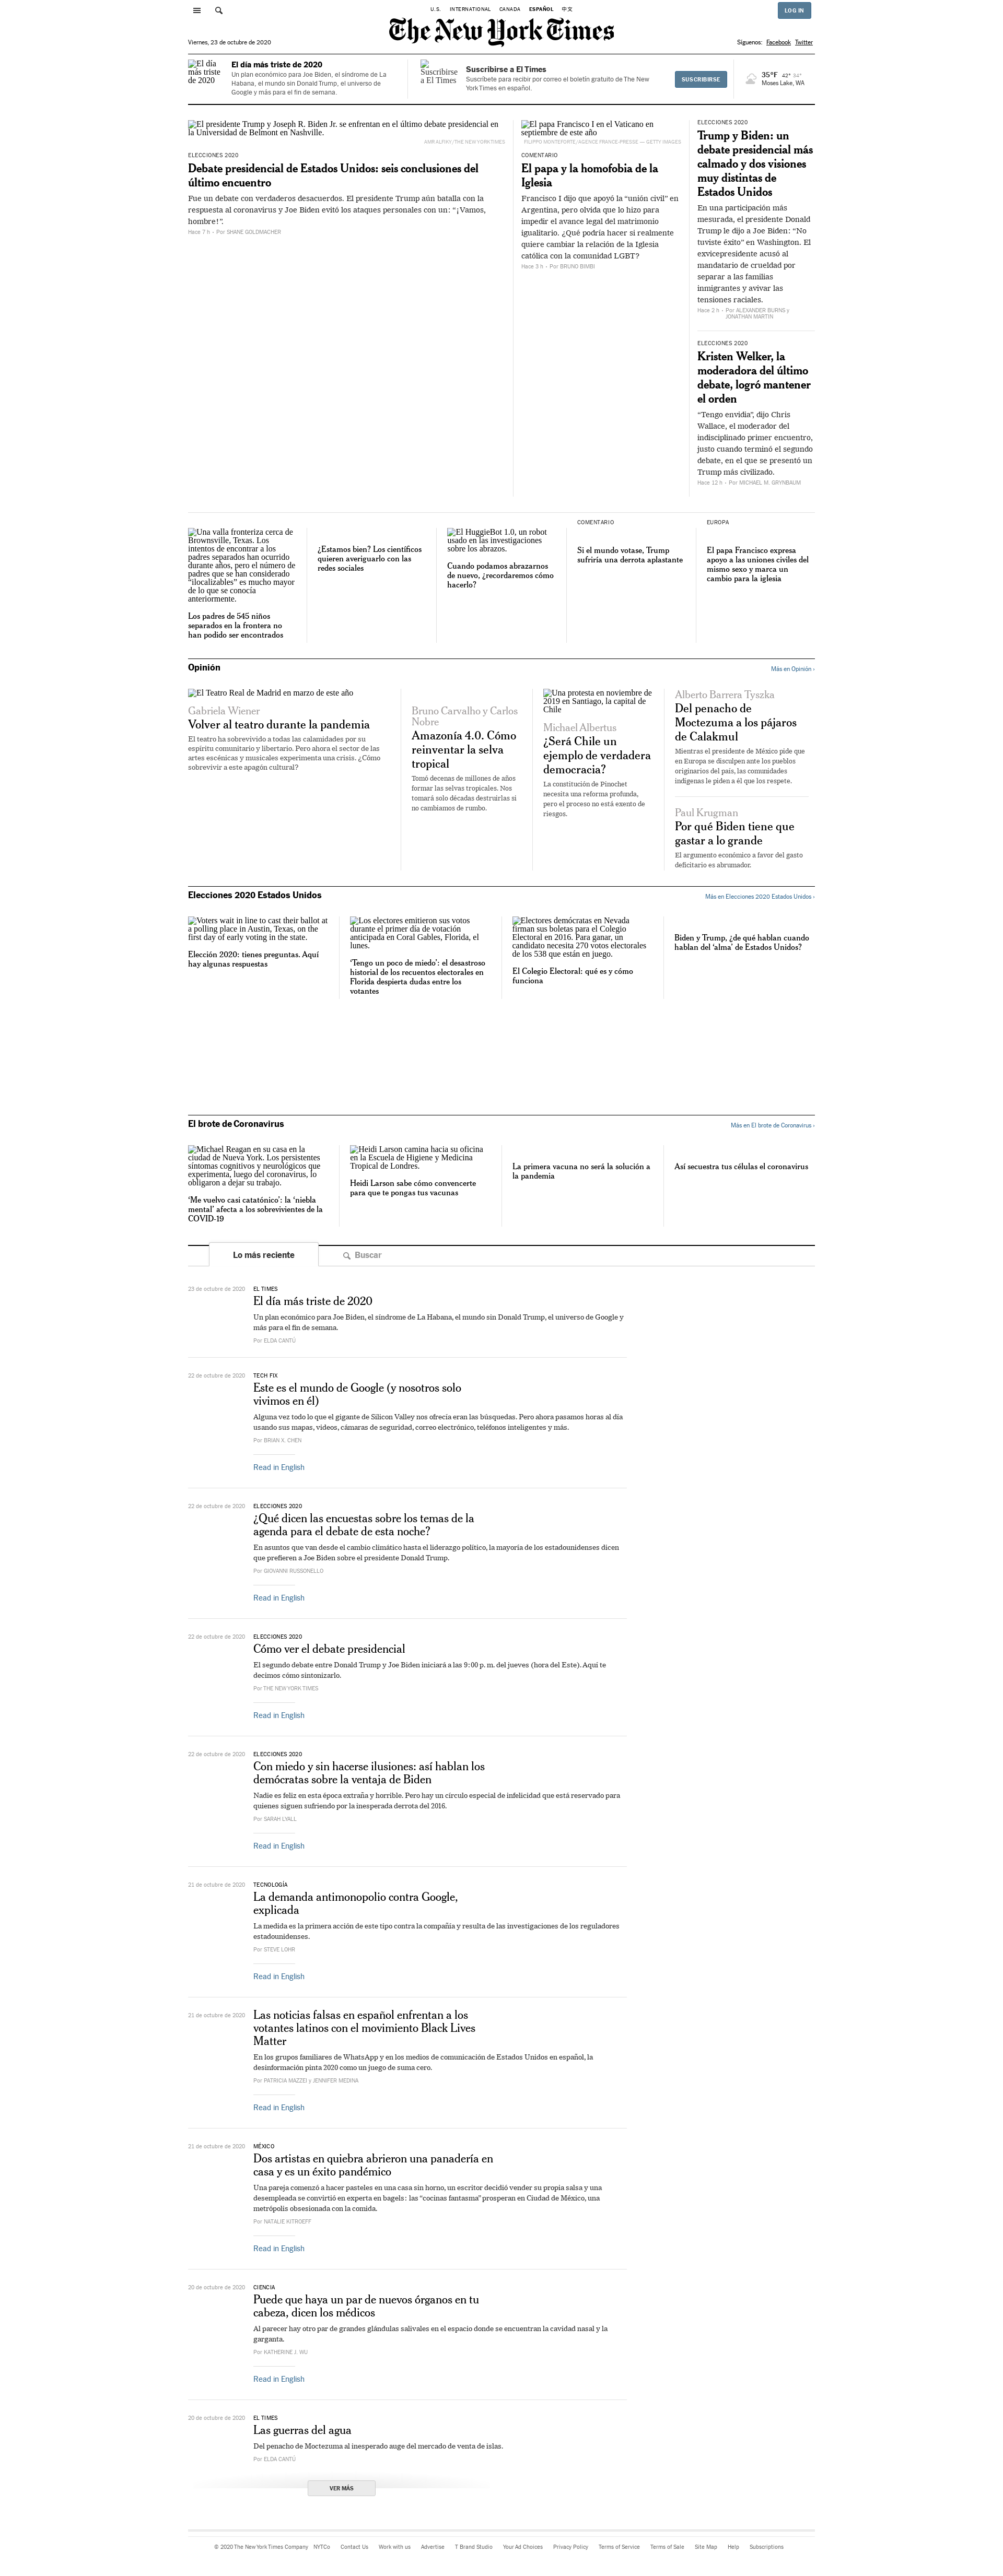 U.S. INTERNATIONAL CANADA ESPAÑOL 中文
LOG IN
The New York Times
Viernes, 23 de octubre de 2020
Síguenos: Facebook Twitter
El día
más triste
de 2020
El día más triste de 2020
Un plan económico para Joe Biden, el síndrome de La
Habana, el mundo sin Donald Trump, el universo de
Google y más para el fin de semana.
Suscribirse
a El Times
Suscribirse a El Times
Suscríbete para recibir por correo el boletín gratuito de The New
York Times en español.
SUSCRIBIRSE
35°F 42° 34°
Moses Lake, WA
El presidente Trump y Joseph R. Biden Jr. se enfrentan en el último debate presidencial en
la Universidad de Belmont en Nashville.
AMR ALFIKY/THE NEW YORK TIMES
ELECCIONES 2020
Debate presidencial de Estados Unidos: seis conclusiones del
último encuentro
Fue un debate con verdaderos desacuerdos. El presidente Trump aún batalla con la
respuesta al coronavirus y Joe Biden evitó los ataques personales con un: “¡Vamos,
hombre!”.
Hace 7 h • Por SHANE GOLDMACHER
El papa Francisco I en el Vaticano en
septiembre de este año
FILIPPO MONTEFORTE/AGENCE FRANCE-PRESSE — GETTY IMAGES
COMENTARIO
El papa y la homofobia de la
Iglesia
Francisco I dijo que apoyó la “unión civil” en
Argentina, pero olvida que lo hizo para
impedir el avance legal del matrimonio
igualitario. ¿Qué podría hacer si realmente
quiere cambiar la relación de la Iglesia
católica con la comunidad LGBT?
Hace 3 h • Por BRUNO BIMBI
ELECCIONES 2020
Trump y Biden: un
debate presidencial más
calmado y dos visiones
muy distintas de
Estados Unidos
En una participación más
mesurada, el presidente Donald
Trump le dijo a Joe Biden: “No
tuviste éxito” en Washington. El
exvicepresidente acusó al
mandatario de crueldad por
separar a las familias
inmigrantes y avivar las
tensiones raciales.
Hace 2 h • Por ALEXANDER BURNS y
JONATHAN MARTIN
ELECCIONES 2020
Kristen Welker, la
moderadora del último
debate, logró mantener
el orden
“Tengo envidia”, dijo Chris
Wallace, el moderador del
indisciplinado primer encuentro,
justo cuando terminó el segundo
debate, en el que se presentó un
Trump más civilizado.
Hace 12 h • Por MICHAEL M. GRYNBAUM
Una valla fronteriza cerca de
Brownsville, Texas. Los
intentos de encontrar a los
padres separados han ocurrido
durante años, pero el número de
padres que se han considerado
“ilocalizables” es mucho mayor
de lo que se conocía
anteriormente.
Los padres de 545 niños
separados en la frontera no
han podido ser encontrados
¿Estamos bien? Los científicos
quieren averiguarlo con las
redes sociales
El HuggieBot 1.0, un robot
usado en las investigaciones
sobre los abrazos.
Cuando podamos abrazarnos
de nuevo, ¿recordaremos cómo
hacerlo?
COMENTARIO
Si el mundo votase, Trump
sufriría una derrota aplastante
EUROPA
El papa Francisco expresa
apoyo a las uniones civiles del
mismo sexo y marca un
cambio para la iglesia
Opinión
Más en Opinión ›
El Teatro Real de Madrid en marzo de este año
Gabriela Wiener
Volver al teatro durante la pandemia
El teatro ha sobrevivido a todas las calamidades por su
espíritu comunitario y libertario. Pero ahora el sector de las
artes escénicas y musicales experimenta una crisis. ¿Cómo
sobrevivir a este apagón cultural?
Bruno Carvalho y Carlos
Nobre
Amazonía 4.0. Cómo
reinventar la selva
tropical
Tomó decenas de millones de años
formar las selvas tropicales. Nos
tomará solo décadas destruirlas si
no cambiamos de rumbo.
Una protesta en noviembre de
2019 en Santiago, la capital de
Chile
Michael Albertus
¿Será Chile un
ejemplo de verdadera
democracia?
La constitución de Pinochet
necesita una reforma profunda,
pero el proceso no está exento de
riesgos.
Alberto Barrera Tyszka
Del penacho de
Moctezuma a los pájaros
de Calakmul
Mientras el presidente de México pide que
en Europa se disculpen ante los pueblos
originarios del país, las comunidades
indígenas le piden a él que los respete.
Paul Krugman
Por qué Biden tiene que
gastar a lo grande
El argumento económico a favor del gasto
deficitario es abrumador.
Elecciones 2020 Estados Unidos
Más en Elecciones 2020 Estados Unidos ›
Voters wait in line to cast their ballot at
a polling place in Austin, Texas, on the
first day of early voting in the state.
Elección 2020: tienes preguntas. Aquí
hay algunas respuestas
Los electores emitieron sus votos
durante el primer día de votación
anticipada en Coral Gables, Florida, el
lunes.
‘Tengo un poco de miedo’: el desastroso
historial de los recuentos electorales en
Florida despierta dudas entre los
votantes
Electores demócratas en Nevada
firman sus boletas para el Colegio
Electoral en 2016. Para ganar, un
candidato necesita 270 votos electorales
de los 538 que están en juego.
El Colegio Electoral: qué es y cómo
funciona
Biden y Trump, ¿de qué hablan cuando
hablan del ‘alma’ de Estados Unidos?
El brote de Coronavirus
Más en El brote de Coronavirus ›
Michael Reagan en su casa en la
ciudad de Nueva York. Los persistentes
síntomas cognitivos y neurológicos que
experimenta, luego del coronavirus, lo
obligaron a dejar su trabajo.
‘Me vuelvo casi catatónico’: la ‘niebla
mental’ afecta a los sobrevivientes de la
COVID-19
Heidi Larson camina hacia su oficina
en la Escuela de Higiene y Medicina
Tropical de Londres.
Heidi Larson sabe cómo convencerte
para que te pongas tus vacunas
La primera vacuna no será la solución a
la pandemia
Así secuestra tus células el coronavirus
Lo más reciente
Buscar
23 de octubre de 2020
EL TIMES
El día más triste de 2020
Un plan económico para Joe Biden, el síndrome de La Habana, el mundo sin Donald Trump, el universo de Google y
más para el fin de semana.
Por ELDA CANTÚ
22 de octubre de 2020
TECH FIX
Este es el mundo de Google (y nosotros solo
vivimos en él)
Alguna vez todo lo que el gigante de Silicon Valley nos ofrecía eran las búsquedas. Pero ahora pasamos horas al día
usando sus mapas, videos, cámaras de seguridad, correo electrónico, teléfonos inteligentes y más.
Por BRIAN X. CHEN
Read in English
22 de octubre de 2020
ELECCIONES 2020
¿Qué dicen las encuestas sobre los temas de la
agenda para el debate de esta noche?
En asuntos que van desde el cambio climático hasta el liderazgo político, la mayoría de los estadounidenses dicen
que prefieren a Joe Biden sobre el presidente Donald Trump.
Por GIOVANNI RUSSONELLO
Read in English
22 de octubre de 2020
ELECCIONES 2020
Cómo ver el debate presidencial
El segundo debate entre Donald Trump y Joe Biden iniciará a las 9:00 p. m. del jueves (hora del Este). Aquí te
decimos cómo sintonizarlo.
Por THE NEW YORK TIMES
Read in English
22 de octubre de 2020
ELECCIONES 2020
Con miedo y sin hacerse ilusiones: así hablan los
demócratas sobre la ventaja de Biden
Nadie es feliz en esta época extraña y horrible. Pero hay un círculo especial de infelicidad que está reservado para
quienes siguen sufriendo por la inesperada derrota del 2016.
Por SARAH LYALL
Read in English
21 de octubre de 2020
TECNOLOGÍA
La demanda antimonopolio contra Google,
explicada
La medida es la primera acción de este tipo contra la compañía y resulta de las investigaciones de los reguladores
estadounidenses.
Por STEVE LOHR
Read in English
21 de octubre de 2020
Las noticias falsas en español enfrentan a los
votantes latinos con el movimiento Black Lives
Matter
En los grupos familiares de WhatsApp y en los medios de comunicación de Estados Unidos en español, la
desinformación pinta 2020 como un juego de suma cero.
Por PATRICIA MAZZEI y JENNIFER MEDINA
Read in English
21 de octubre de 2020
MÉXICO
Dos artistas en quiebra abrieron una panadería en
casa y es un éxito pandémico
Una pareja comenzó a hacer pasteles en una casa sin horno, un escritor decidió vender su propia salsa y una
desempleada se convirtió en experta en bagels: las “cocinas fantasma” prosperan en Ciudad de México, una
metrópolis obsesionada con la comida.
Por NATALIE KITROEFF
Read in English
20 de octubre de 2020
CIENCIA
Puede que haya un par de nuevos órganos en tu
cabeza, dicen los médicos
Al parecer hay otro par de grandes glándulas salivales en el espacio donde se encuentran la cavidad nasal y la
garganta.
Por KATHERINE J. WU
Read in English
20 de octubre de 2020
EL TIMES
Las guerras del agua
Del penacho de Moctezuma al inesperado auge del mercado de venta de islas.
Por ELDA CANTÚ
VER MÁS
© 2020 The New York Times Company NYTCo Contact Us Work with us Advertise T Brand Studio Your Ad Choices Privacy Policy Terms of Service Terms of Sale Site Map Help Subscriptions